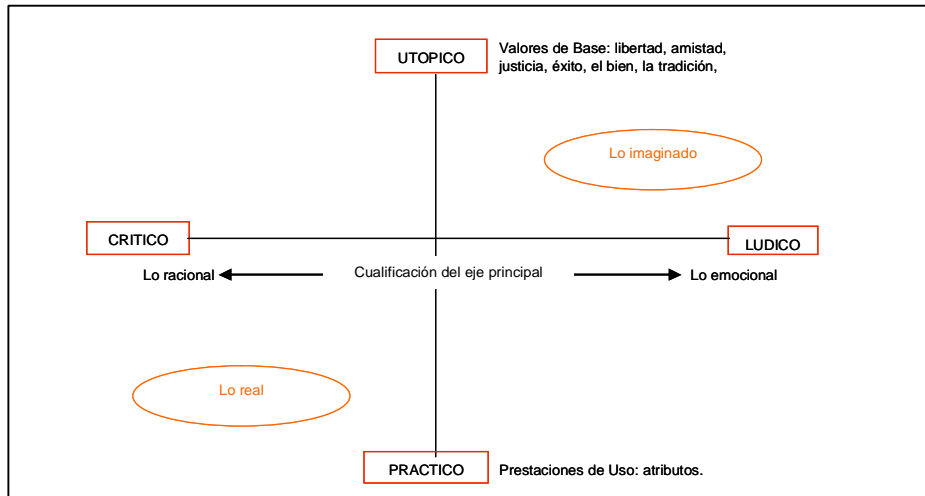 UTOPICO
Valores de Base: libertad, amistad,
justicia, éxito, el bien, la tradición,
Lo imaginado
CRITICO
LUDICO
Lo racional
Cualificación del eje principal
Lo emocional
Lo real
PRACTICO
Prestaciones de Uso: atributos.